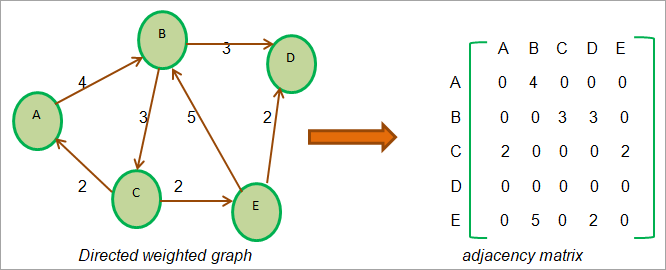 B
3
D
4
A
3
5
2
2
C
2
E
Directed weighted graph
A B C D E
A 0 4 0 0 0
B 0 0 3 3 0
C 2 0 0 0 2
D 0 0 0 0 0
E 0 5 0 2 0
adjacency matrix